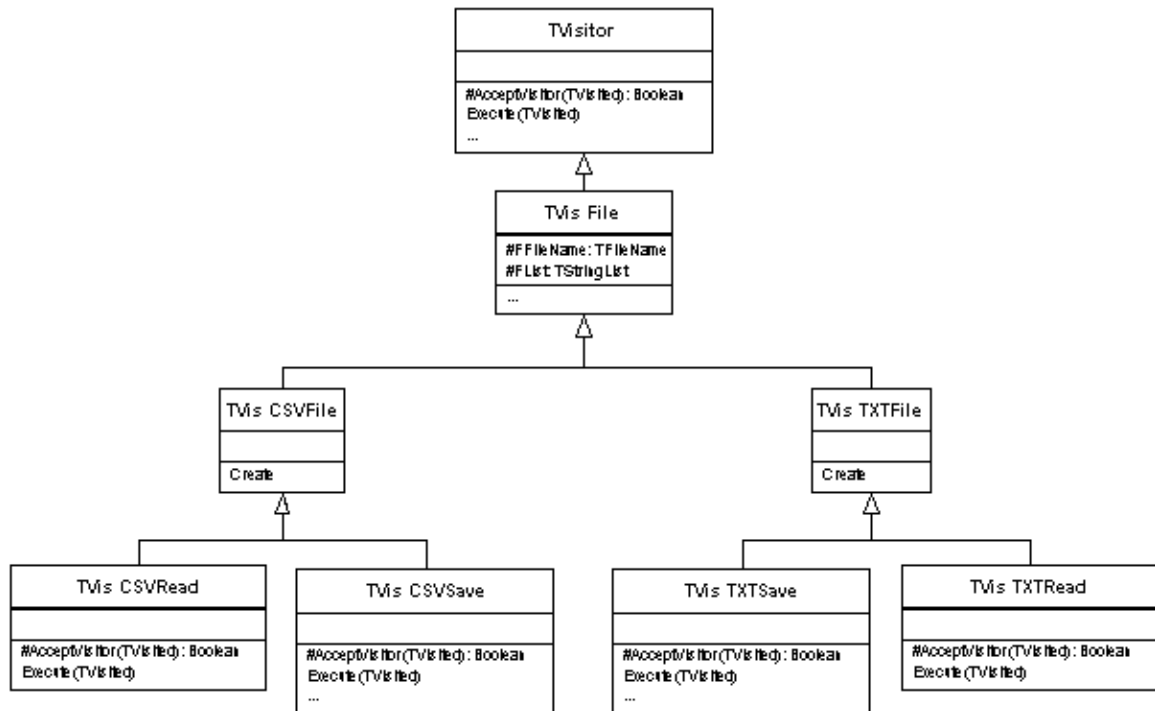 TVisitor
#AcceptVisitor(TVisited) : Boolean
Execute(TVisited)
...
TVis File
#FFileName: TFileName
#FList: TStringList
...
TVis CSVFile
Create
TVis TXTFile
Create
TVis CSVRead
#AcceptVisitor(TVisited) : Boolean
Execute(TVisited)
TVis CSVSave
#AcceptVisitor(TVisited) : Boolean
Execute(TVisited)
...
TVis TXTSave
#AcceptVisitor(TVisited) : Boolean
Execute(TVisited)
...
TVis TXTRead
#AcceptVisitor(TVisited) : Boolean
Execute(TVisited)